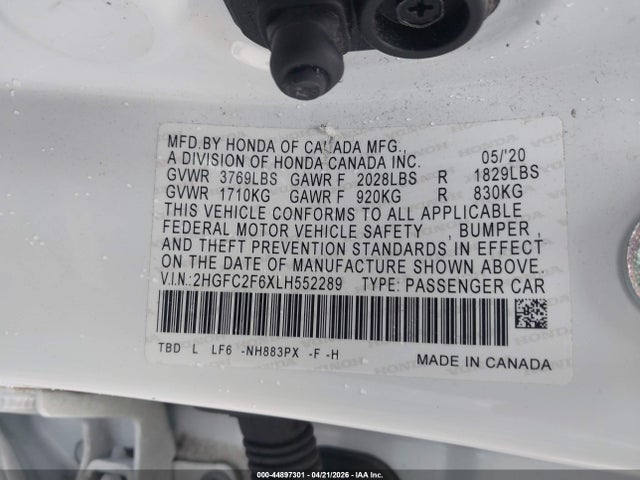 MFD.BY HONDA OF CANADA MFG.,
A DIVISION OF HONDA CANADA INC. 05/'20
GVWR 3769LBS GAWR F 2028LBS R 1829LBS
GVWR 1710KG GAWR F 920KG R 830KG
THIS VEHICLE CONFORMS TO ALL APPLICABLE
FEDERAL MOTOR VEHICLE SAFETY , BUMPER ,
AND THEFT PREVENTION STANDARDS IN EFFECT
ON THE DATE OF MANUFACTURE SHOWN ABOVE.
V.I.N.:2HGFC2F6XLH552289 TYPE: PASSENGER CAR
TBD L LF6 -NH883PX -F -H
MADE IN CANADA
000-44897301 - 04/21/2026 - IAA Inc.